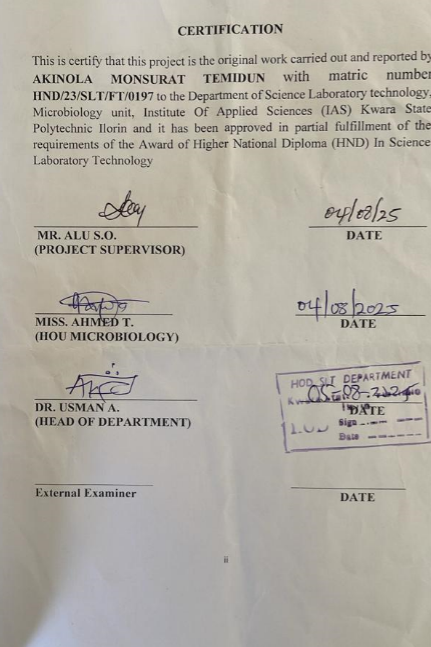 CERTIFICATION
This is certify that this project is the original work carried out and reported by
AKINOLA MONSURAT TEMIDUN with matric number
HND/23/SLT/FT/0197 to the Department of Science Laboratory technology,
Microbiology unit, Institute Of Applied Sciences (IAS) Kwara State
Polytechnic Ilorin and it has been approved in partial fulfillment of the
requirements of the Award of Higher National Diploma (HND) In Science
Laboratory Technology
04/08/25
MR. ALU S.O. DATE
(PROJECT SUPERVISOR)
04/08/2025
MISS. AHMED T. DATE
(HOU MICROBIOLOGY)
HOD SLT DEPARTMENT
DR. USMAN A. DATE
(HEAD OF DEPARTMENT) Sign
Date
External Examiner DATE
ii